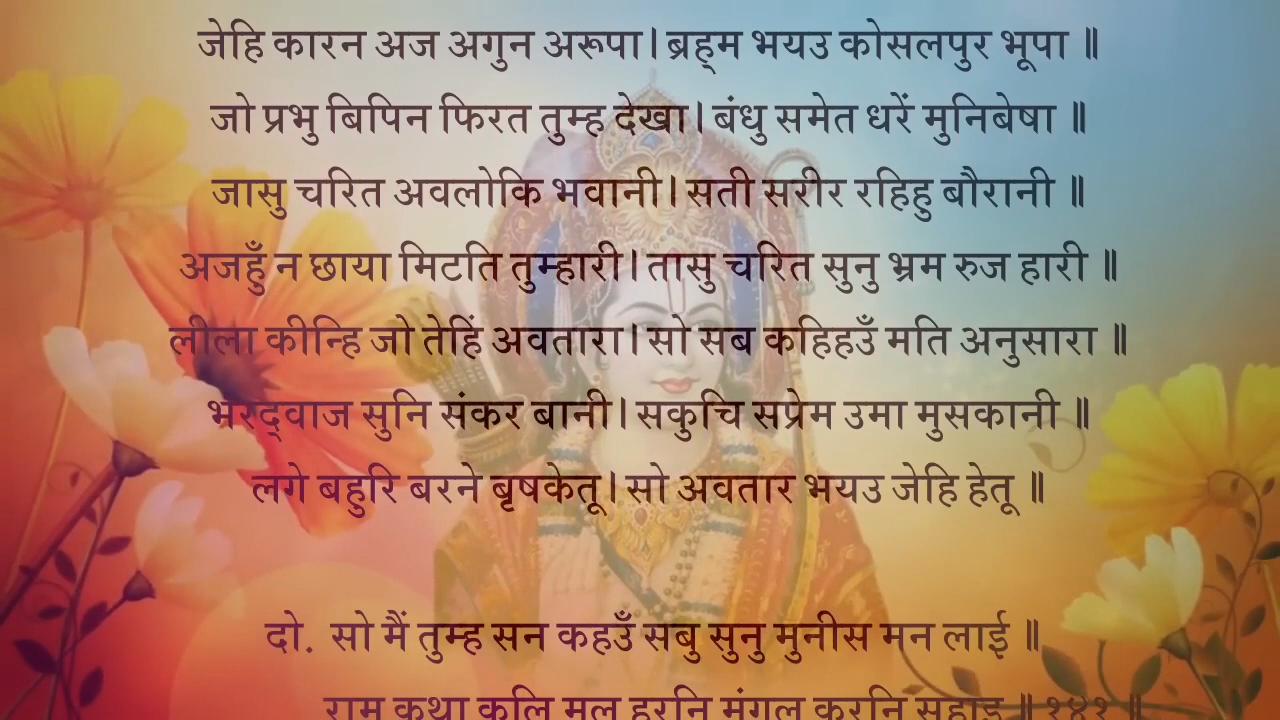 जेहि कारन अज अगुन अरूपा। ब्रह्म भयउ कोसलपुर भूपा ॥
जो प्रभु बिपिन फिरत तुम्ह देखा। बंधु समेत धरें मुनिबेषा ॥
जासु चरित अवलोकि भवानी। सती सरीर रहिहु बौरानी ॥
अजहुँ न छाया मिटति तुम्हारी। तासु चरित सुनु भ्रम रुज हारी ॥
लीला कीन्हि जो तेहिं अवतारा। सो सब कहिहउँ मति अनुसारा ॥
भरद्वाज सुनि संकर बानी। सकुचि सप्रेम उमा मुसकानी ॥
लगे बहुरि बरने बृषकेतू। सो अवतार भयउ जेहि हेतू ॥
दो. सो मैं तुम्ह सन कहउँ सबु सुनु मुनीस मन लाई ॥
राम कथा कलि मल हरनि मंगल करनि सुहाइ ॥ १४१ ॥